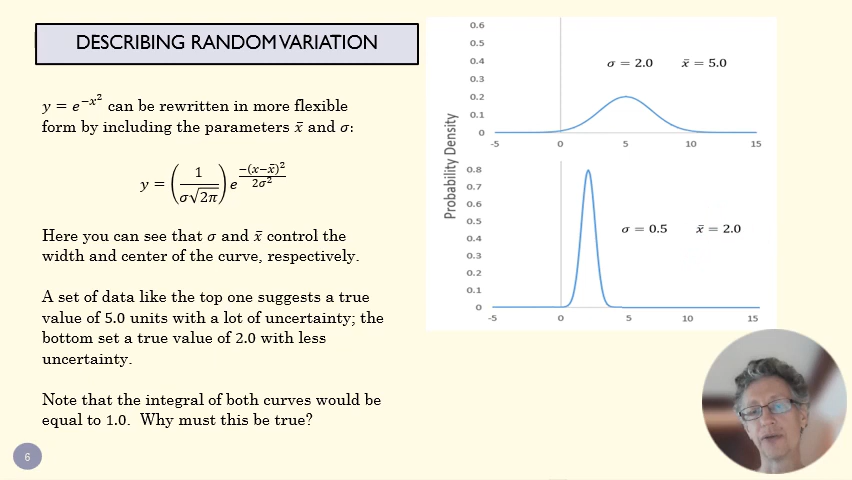 DESCRIBING RANDOM VARIATION
y = e^{-x^2} can be rewritten in more flexible
form by including the parameters x̄ and σ:
y = (1/(σ√2π)) e^{-(x-x̄)^2/(2σ^2)}
Here you can see that σ and x̄ control the
width and center of the curve, respectively.
A set of data like the top one suggests a true
value of 5.0 units with a lot of uncertainty; the
bottom set a true value of 2.0 with less
uncertainty.
Note that the integral of both curves would be
equal to 1.0. Why must this be true?
6
Probability Density
0.6
0.5
0.4
0.3
0.2
0.1
0
-5 0 5 10 15
σ = 2.0 x̄ = 5.0
0.8
0.7
0.6
0.5
0.4
0.3
0.2
0.1
0
-5 0 5 10 15
σ = 0.5 x̄ = 2.0